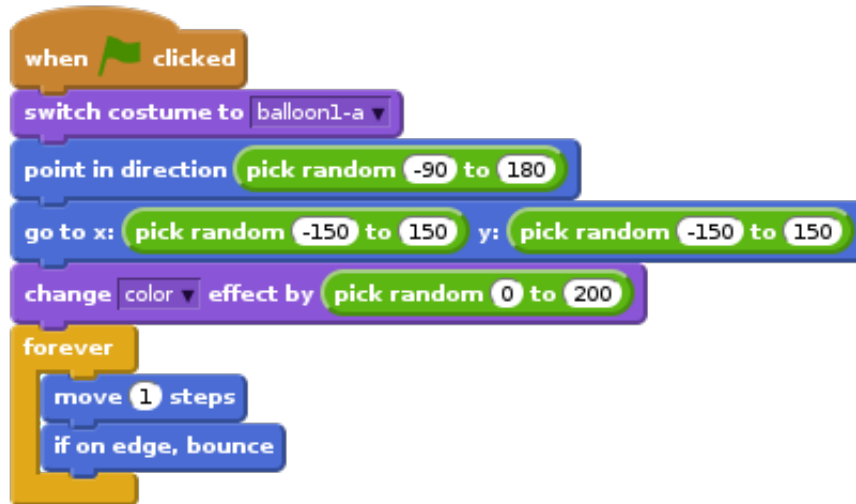 when clicked
switch costume to balloon1-a
point in direction pick random -90 to 180
go to x: pick random -150 to 150 y: pick random -150 to 150
change color effect by pick random 0 to 200
forever
move 1 steps
if on edge, bounce